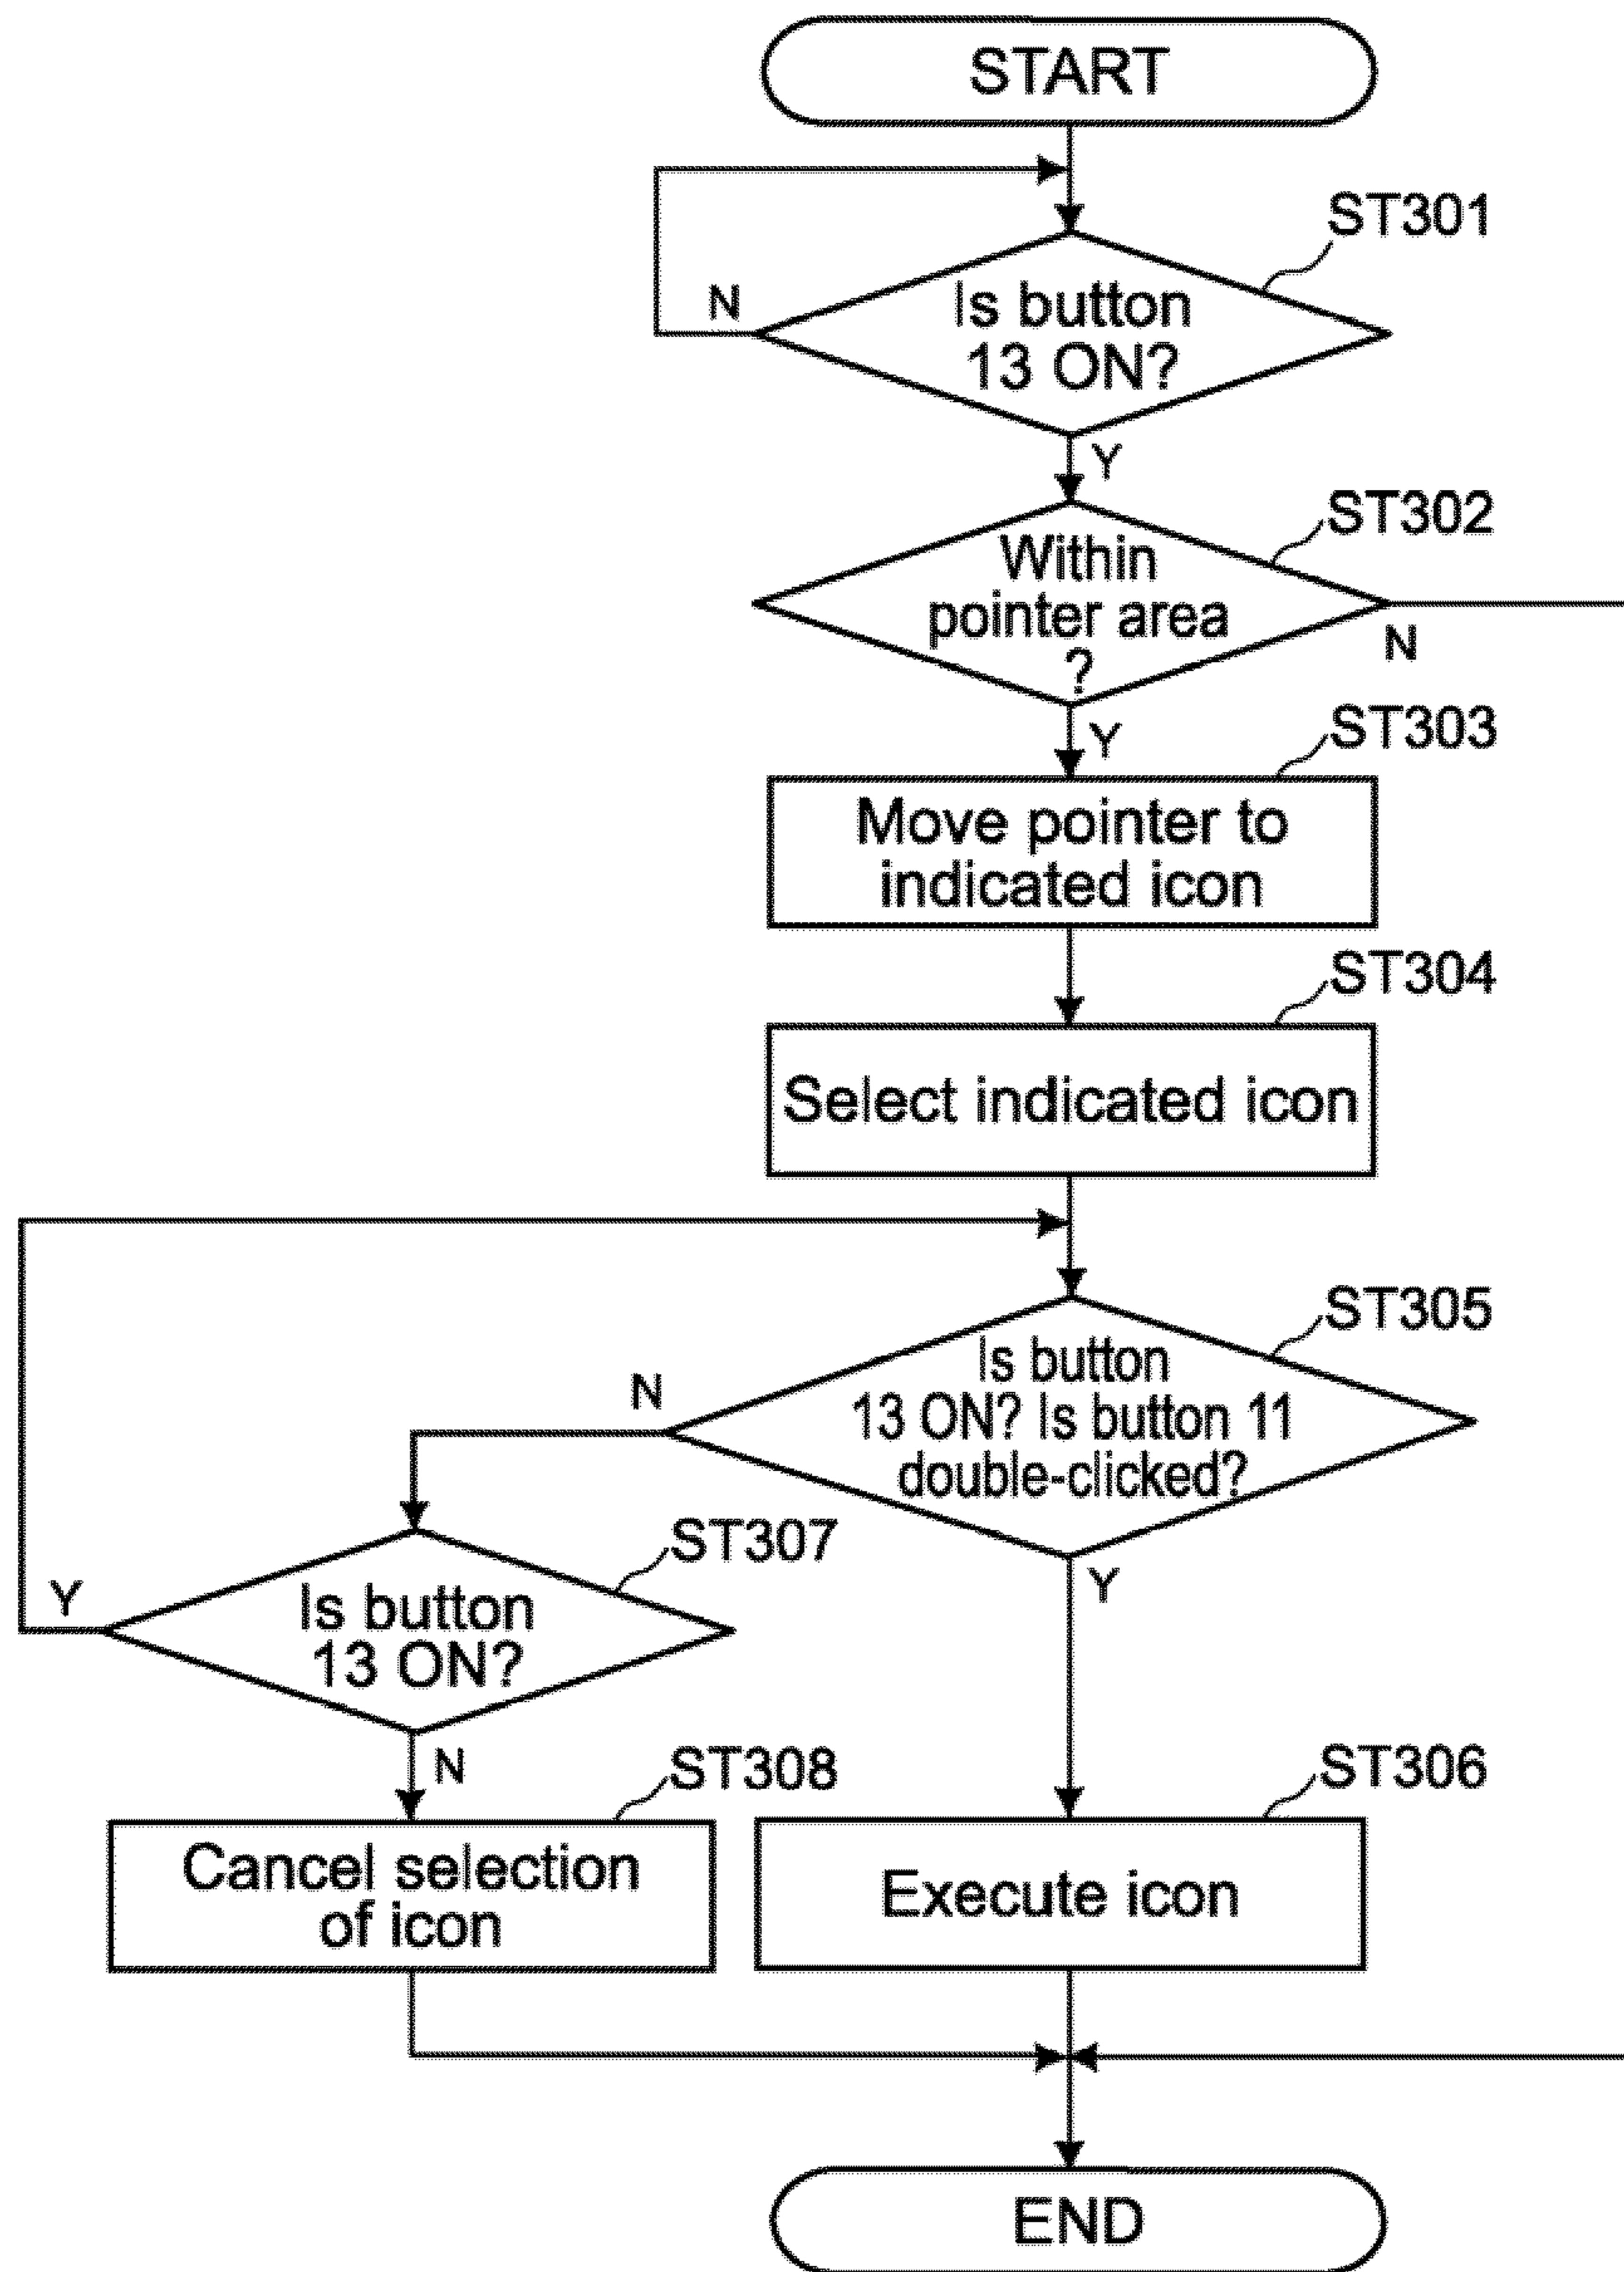 START
ST301
N
Is button
13 ON?
Y
ST302
Within
pointer area
?
N
Y
ST303
Move pointer to
indicated icon
ST304
Select indicated icon
ST305
N
Is button
13 ON? Is button 11
double-clicked?
Y
ST307
Y
Is button
13 ON?
N
ST308
Cancel selection
of icon
ST306
Execute icon
END